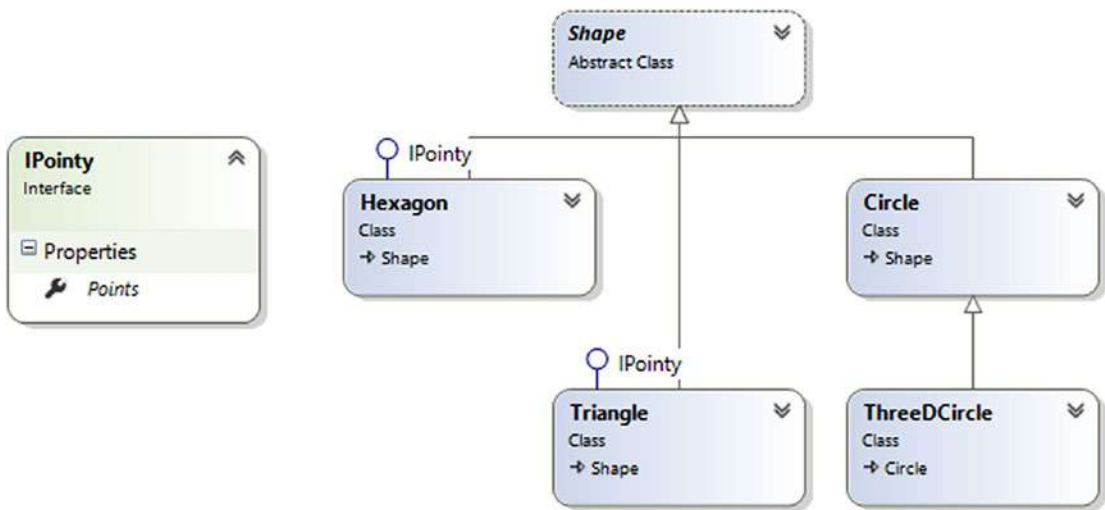 Shape
Abstract Class
IPointy
Interface
Properties
Points
IPointy
Hexagon
Class
Shape
Circle
Class
Shape
IPointy
Triangle
Class
Shape
ThreeDCircle
Class
Circle